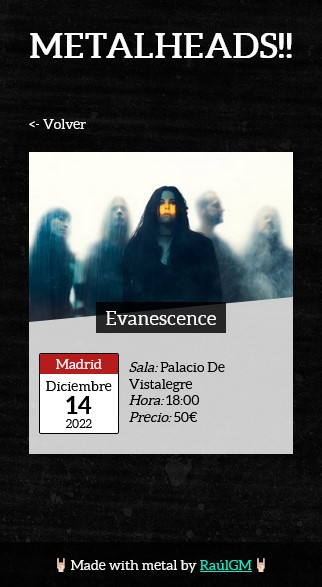 METALHEADS!!
<- Volver
Evanescence
Madrid
Diciembre
14
2022
Sala: Palacio De
Vistalegre
Hora: 18:00
Precio: 50€
🤘🏻 Made with metal by RaúlGM 🤘🏻